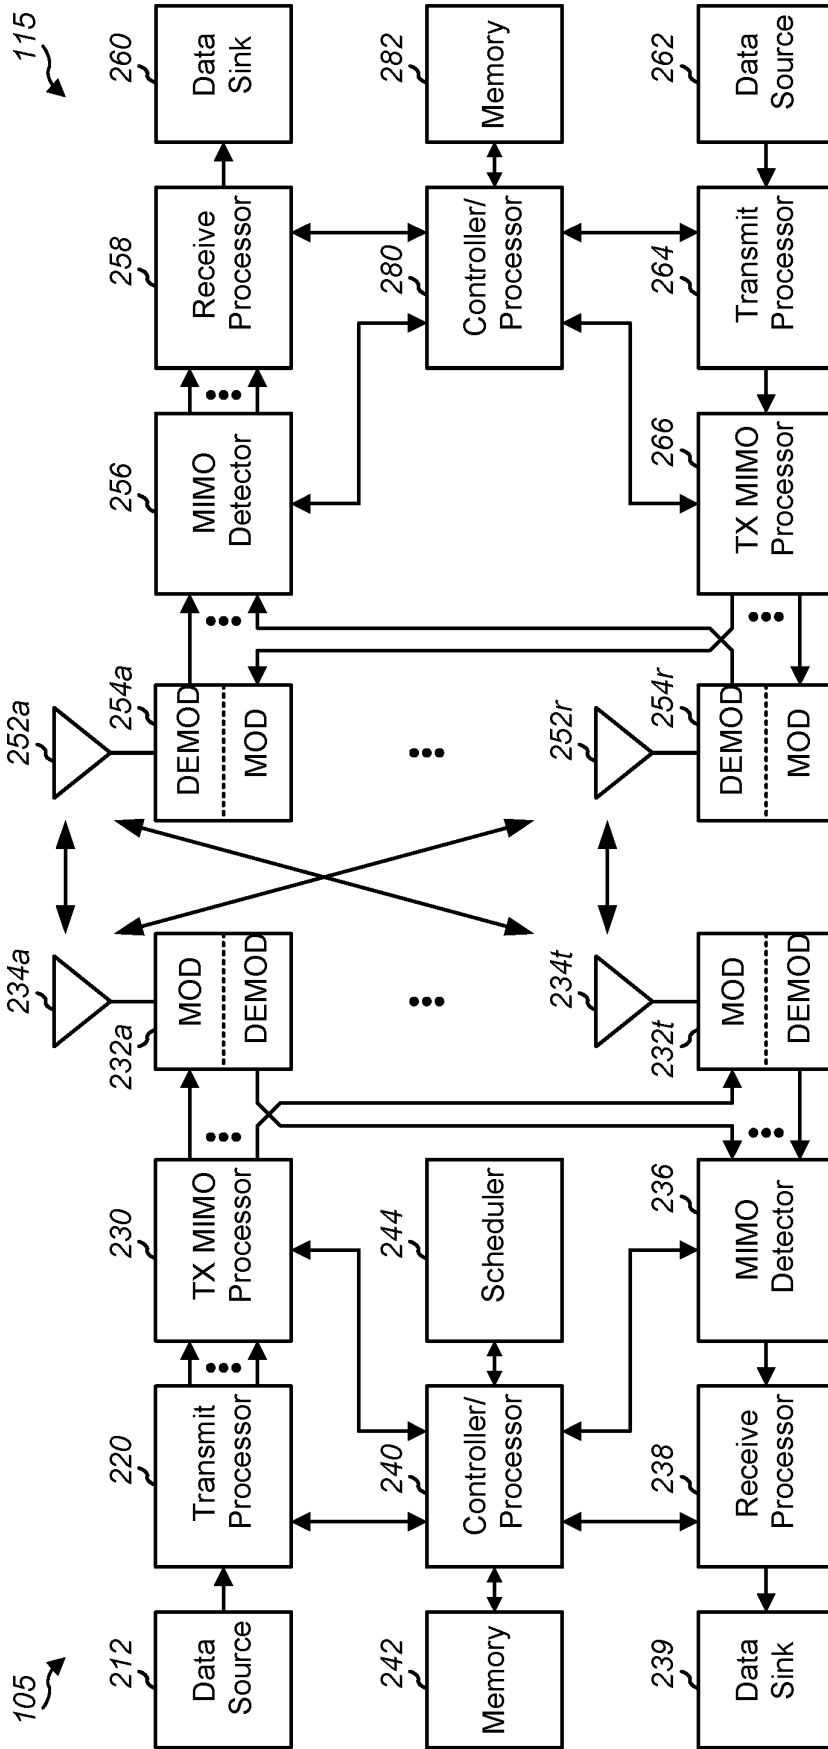 105
115
212
Data
Source
220
Transmit
Processor
230
TX MIMO
Processor
232a
MOD
DEMOD
234a
252a
254a
DEMOD
MOD
256
MIMO
Detector
258
Receive
Processor
260
Data
Sink
242
Memory
240
Controller/
Processor
244
Scheduler
280
Controller/
Processor
282
Memory
239
Data
Sink
238
Receive
Processor
236
MIMO
Detector
232t
MOD
DEMOD
234t
252r
254r
DEMOD
MOD
266
TX MIMO
Processor
264
Transmit
Processor
262
Data
Source